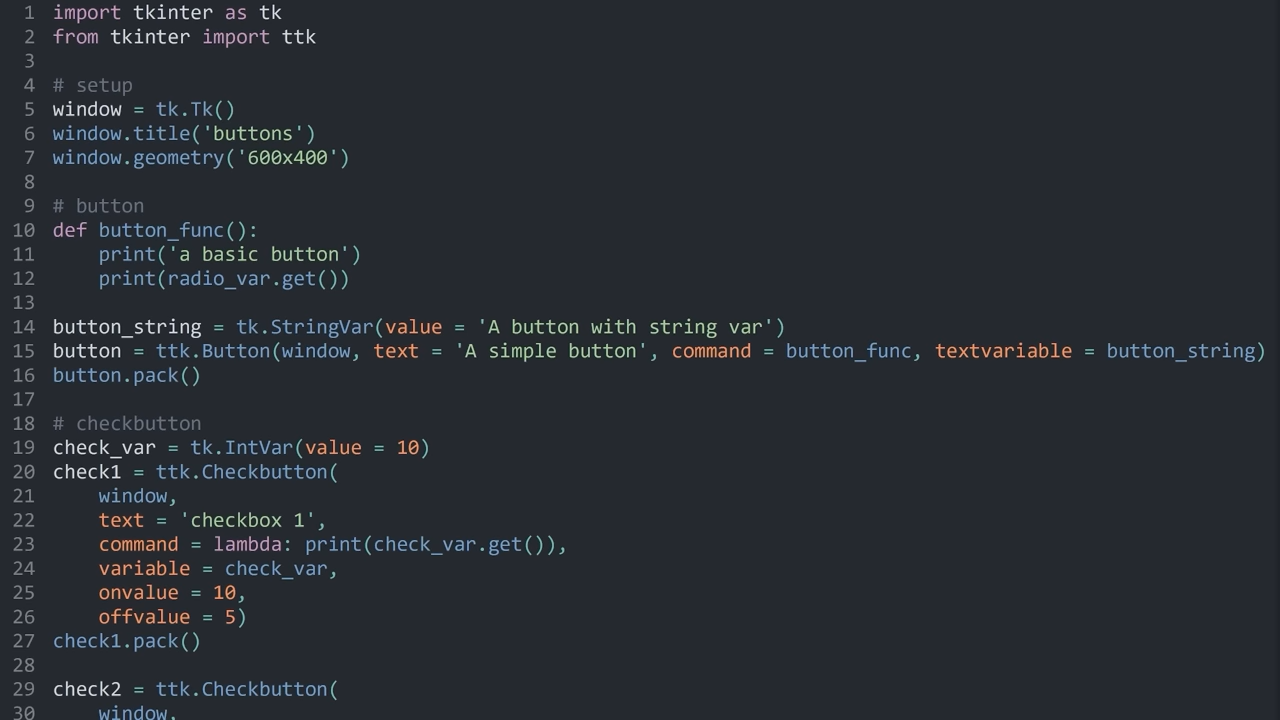 1 import tkinter as tk
2 from tkinter import ttk
3
4 # setup
5 window = tk.Tk()
6 window.title('buttons')
7 window.geometry('600x400')
8
9 # button
10 def button_func():
11     print('a basic button')
12     print(radio_var.get())
13
14 button_string = tk.StringVar(value = 'A button with string var')
15 button = ttk.Button(window, text = 'A simple button', command = button_func, textvariable = button_string)
16 button.pack()
17
18 # checkbutton
19 check_var = tk.IntVar(value = 10)
20 check1 = ttk.Checkbutton(
21     window,
22     text = 'checkbox 1',
23     command = lambda: print(check_var.get()),
24     variable = check_var,
25     onvalue = 10,
26     offvalue = 5)
27 check1.pack()
28
29 check2 = ttk.Checkbutton(
30     window,